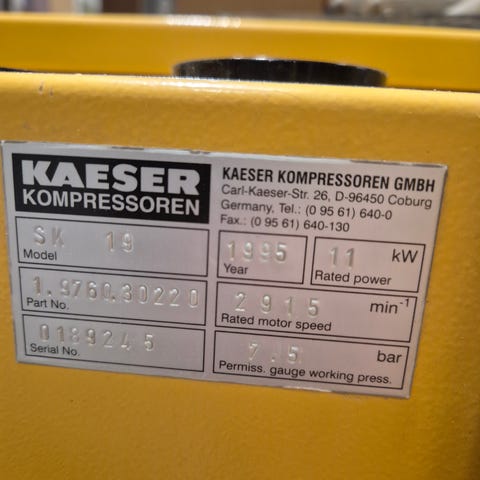 KAESER
KOMPRESSOREN
KAESER KOMPRESSOREN GMBH
Carl-Kaeser-Str. 26, D-96450 Coburg
Germany, Tel.: (0 95 61) 640-0
Fax.: (0 95 61) 640-130
SK 19
Model
1995
Year
11 kW
Rated power
1.9760.30220
Part No.
2915 min-1
Rated motor speed
0189245
Serial No.
7.5 bar
Permiss. gauge working press.